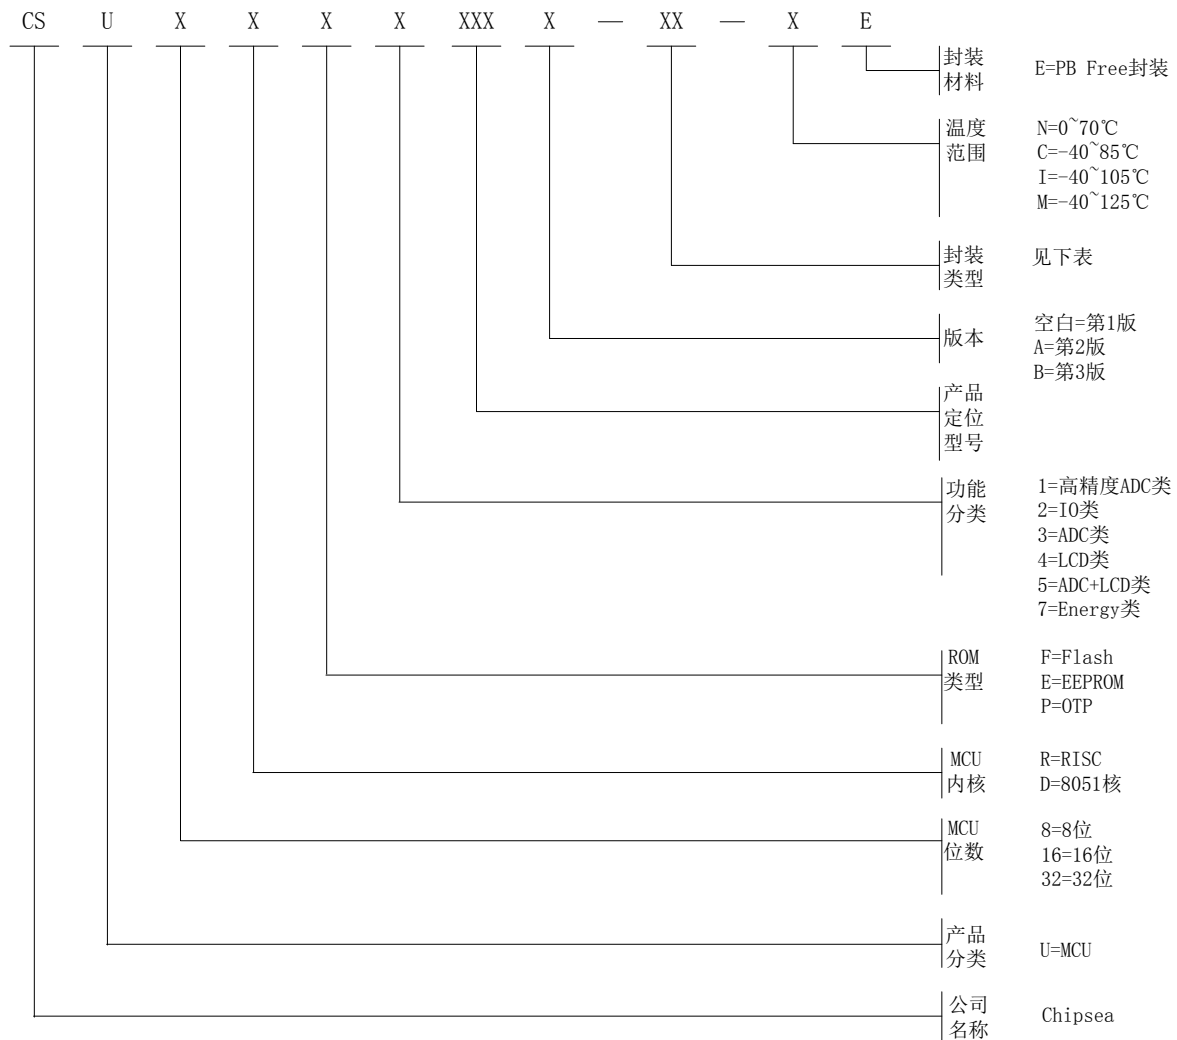 CS U X X X X XXX X — XX — X E
封装
材料
E=PB Free封装
温度
范围
N=0~70℃
C=-40~85℃
I=-40~105℃
M=-40~125℃
封装
类型
见下表
版本
空白=第1版
A=第2版
B=第3版
产品
定位
型号
功能
分类
1=高精度ADC类
2=IO类
3=ADC类
4=LCD类
5=ADC+LCD类
7=Energy类
ROM
类型
F=Flash
E=EEPROM
P=OTP
MCU
内核
R=RISC
D=8051核
MCU
位数
8=8位
16=16位
32=32位
产品
分类
U=MCU
公司
名称
Chipsea